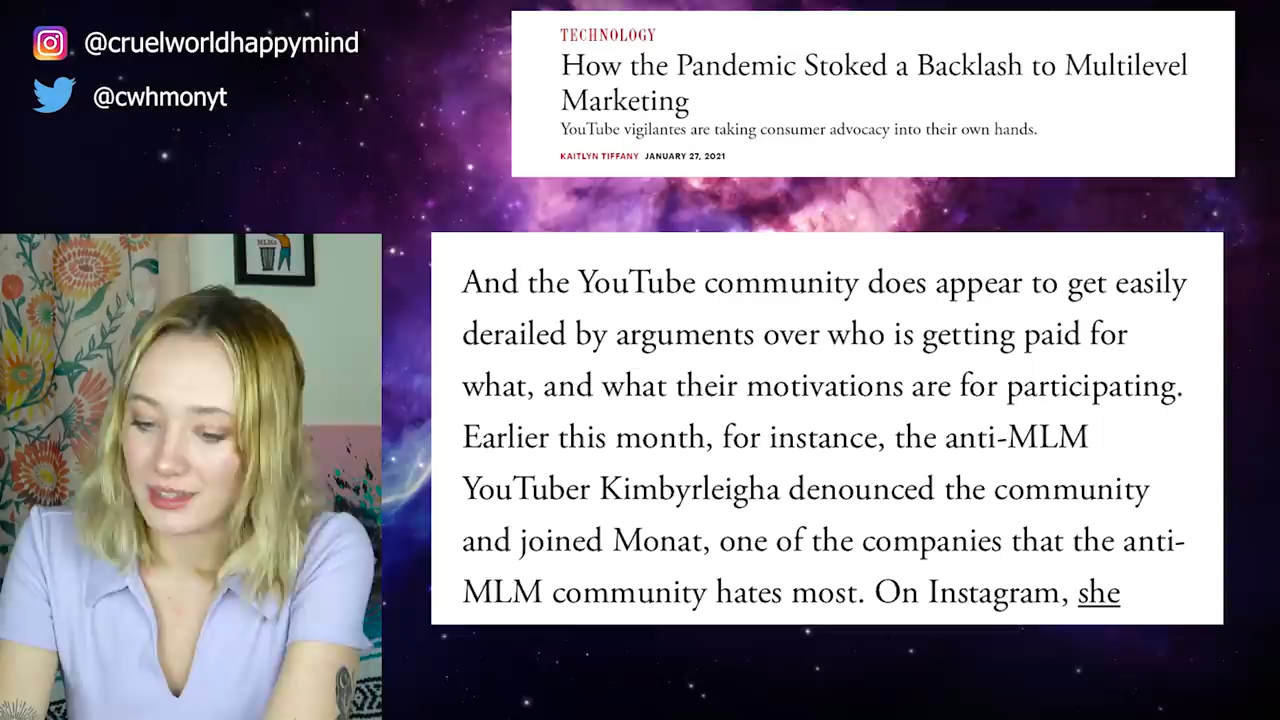 @cruelworldhappymind
@cwhmonyt
TECHNOLOGY
How the Pandemic Stoked a Backlash to Multilevel
Marketing
YouTube vigilantes are taking consumer advocacy into their own hands.
KAITLYN TIFFANY JANUARY 27, 2021
MLMs
And the YouTube community does appear to get easily
derailed by arguments over who is getting paid for
what, and what their motivations are for participating.
Earlier this month, for instance, the anti-MLM
YouTuber Kimbyrleigha denounced the community
and joined Monat, one of the companies that the anti-
MLM community hates most. On Instagram, she